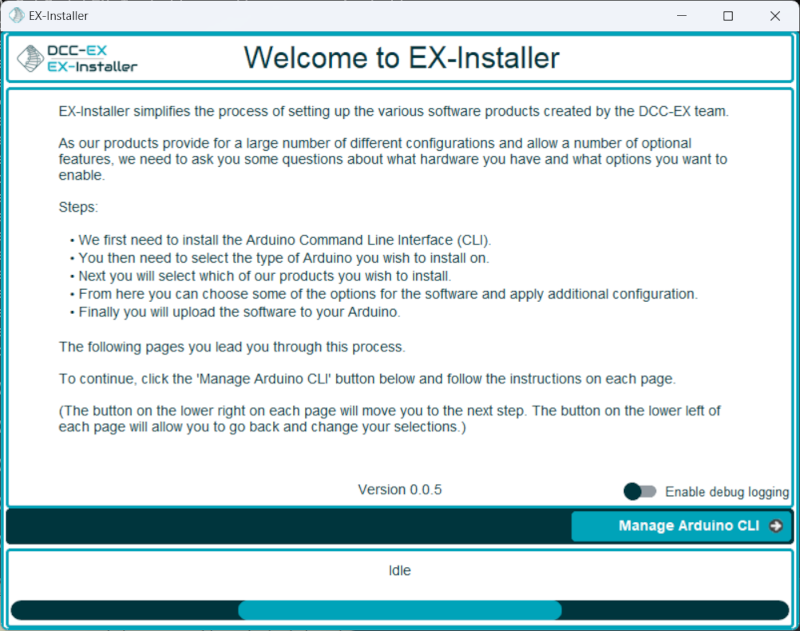 EX-Installer
DCC-EX
EX-Installer
Welcome to EX-Installer
EX-Installer simplifies the process of setting up the various software products created by the DCC-EX team.
As our products provide for a large number of different configurations and allow a number of optional
features, we need to ask you some questions about what hardware you have and what options you want to
enable.
Steps:
• We first need to install the Arduino Command Line Interface (CLI).
• You then need to select the type of Arduino you wish to install on.
• Next you will select which of our products you wish to install.
• From here you can choose some of the options for the software and apply additional configuration.
• Finally you will upload the software to your Arduino.
The following pages you lead you through this process.
To continue, click the 'Manage Arduino CLI' button below and follow the instructions on each page.
(The button on the lower right on each page will move you to the next step. The button on the lower left of
each page will allow you to go back and change your selections.)
Version 0.0.5
Enable debug logging
Manage Arduino CLI
Idle